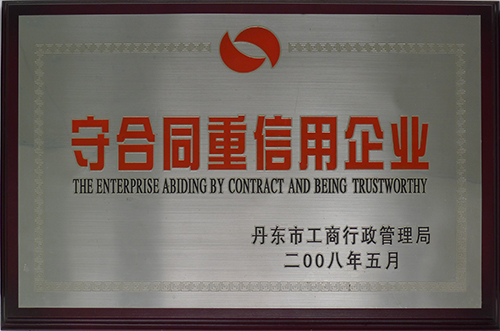 守合同重信用企业
THE ENTERPRISE ABIDING BY CONTRACT AND BEING TRUSTWORTHY
丹东市工商行政管理局
二00八年五月